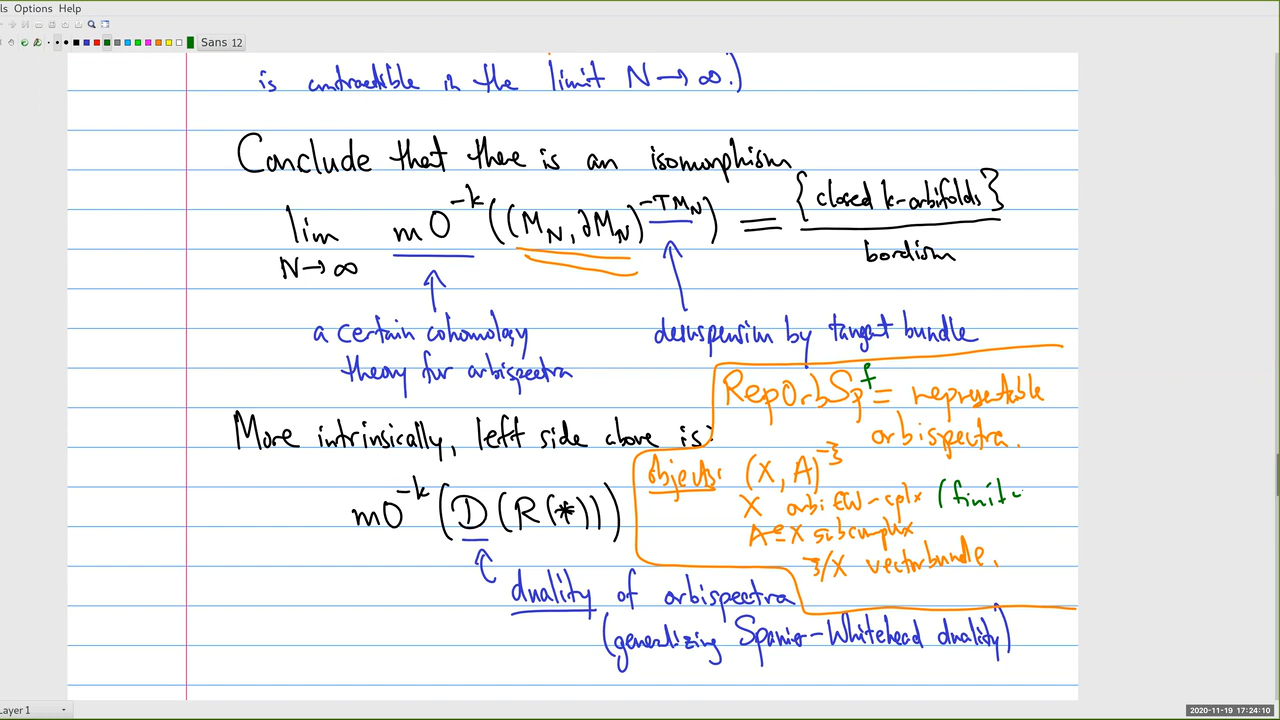 ls Options Help
Sans 12
is contractible in the limit N → ∞.)
Conclude that there is an isomorphism
lim N→∞ mO^{-k}((M_N, ∂M_N)^{-TM_N}) = {closed k-orbifolds} / bordism
a certain cohomology theory for orbispectra
desuspension by tangent bundle
RepOrbSp^f = representable orbispectra.
More intrinsically, left side above is:
objects: (X, A)^{-ξ}
X orbi-CW-cplx (finit
A ⊆ X subcomplex
ξ/X vector bundle.
mO^{-k}(D(R(*)))
duality of orbispectra
(generalizing Spanier-Whitehead duality)
Layer 1
2020-11-19 17:24:10